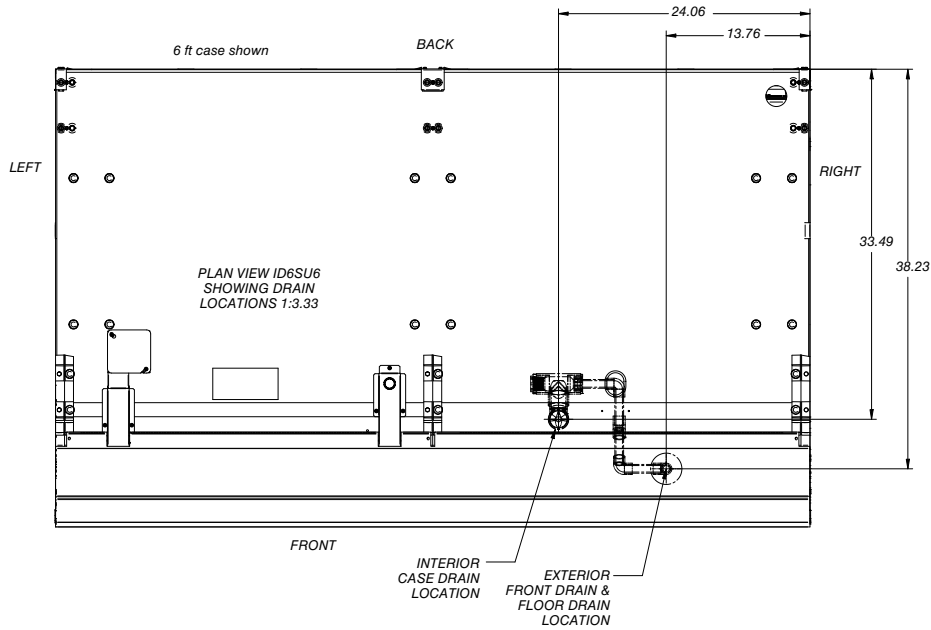 24.06
13.76
6 ft case shown
BACK
LEFT
RIGHT
33.49
38.23
PLAN VIEW ID6SU6
SHOWING DRAIN
LOCATIONS 1:3.33
FRONT
INTERIOR
CASE DRAIN
LOCATION
EXTERIOR
FRONT DRAIN &
FLOOR DRAIN
LOCATION